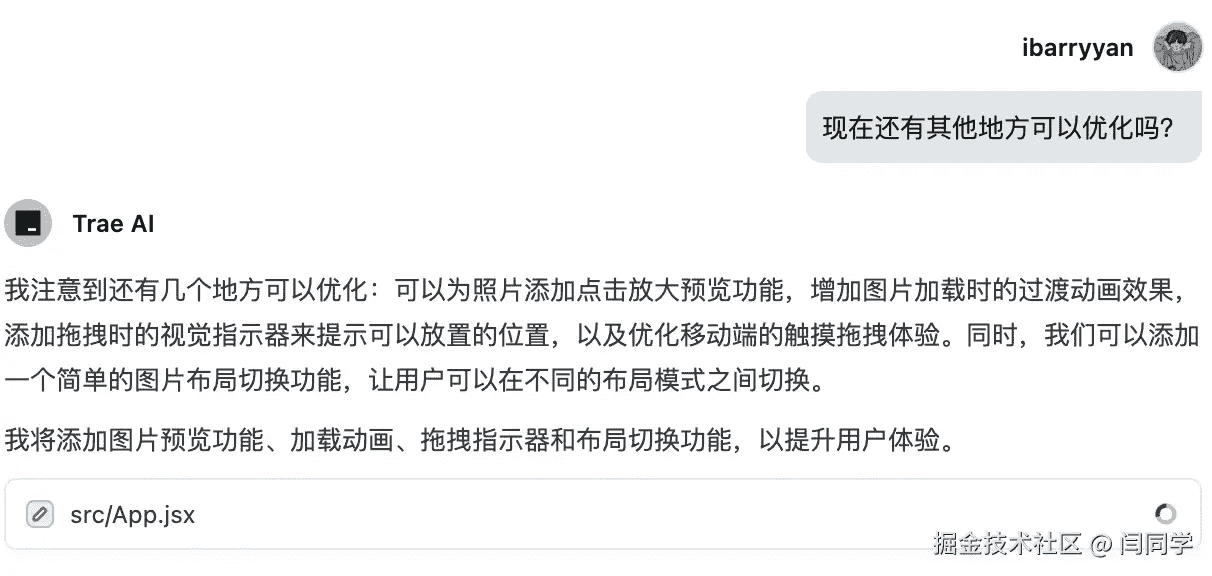 ibarryyan
现在还有其他地方可以优化吗？
Trae AI
我注意到还有几个地方可以优化：可以为照片添加点击放大预览功能，增加图片加载时的过渡动画效果，
添加拖拽时的视觉指示器来提示可以放置的位置，以及优化移动端的触摸拖拽体验。同时，我们可以添加
一个简单的图片布局切换功能，让用户可以在不同的布局模式之间切换。
我将添加图片预览功能、加载动画、拖拽指示器和布局切换功能，以提升用户体验。
src/App.jsx
掘金技术社区 @ 闫同学